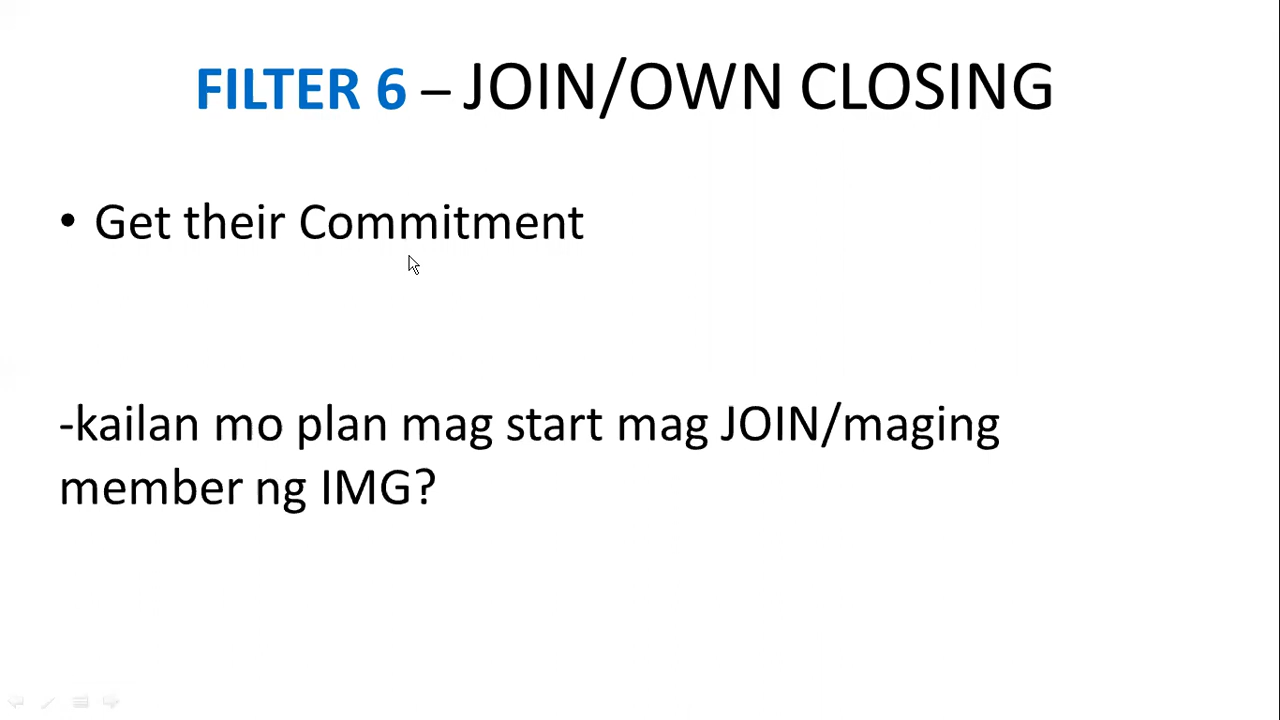 FILTER 6 – JOIN/OWN CLOSING
• Get their Commitment
-kailan mo plan mag start mag JOIN/maging
member ng IMG?